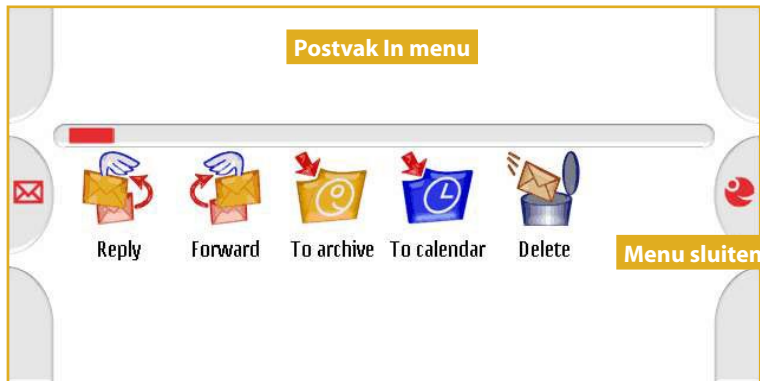 Postvak In menu
Reply Forward To archive To calendar Delete
Menu sluiten